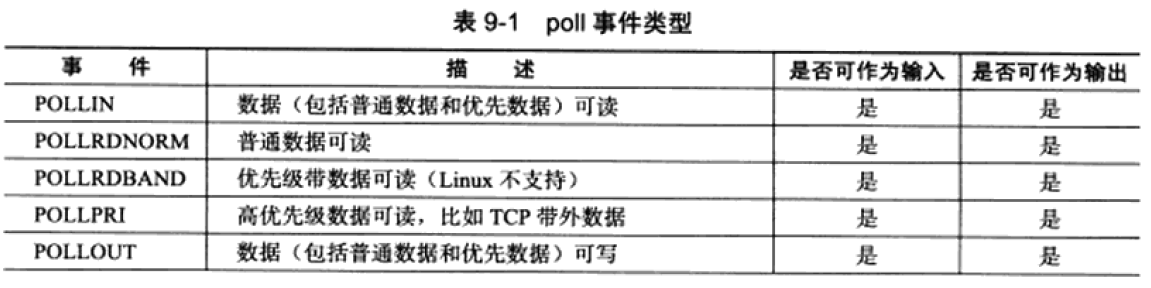 表 9-1 poll 事件类型
事 件 描 述 是否可作为输入 是否可作为输出
POLLIN 数据（包括普通数据和优先数据）可读 是 是
POLLRDNORM 普通数据可读 是 是
POLLRDBAND 优先级带数据可读（Linux 不支持） 是 是
POLLPRI 高优先级数据可读，比如 TCP 带外数据 是 是
POLLOUT 数据（包括普通数据和优先数据）可写 是 是